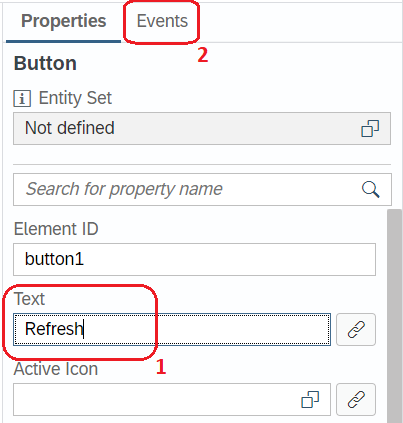 Properties Events
2
Button
i Entity Set
Not defined
Search for property name
Element ID
button1
Text
Refresh
1
Active Icon